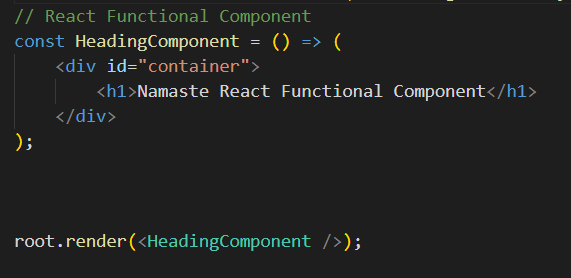 // React Functional Component
const HeadingComponent = () => (
    <div id="container">
        <h1>Namaste React Functional Component</h1>
    </div>
);
root.render(<HeadingComponent />);